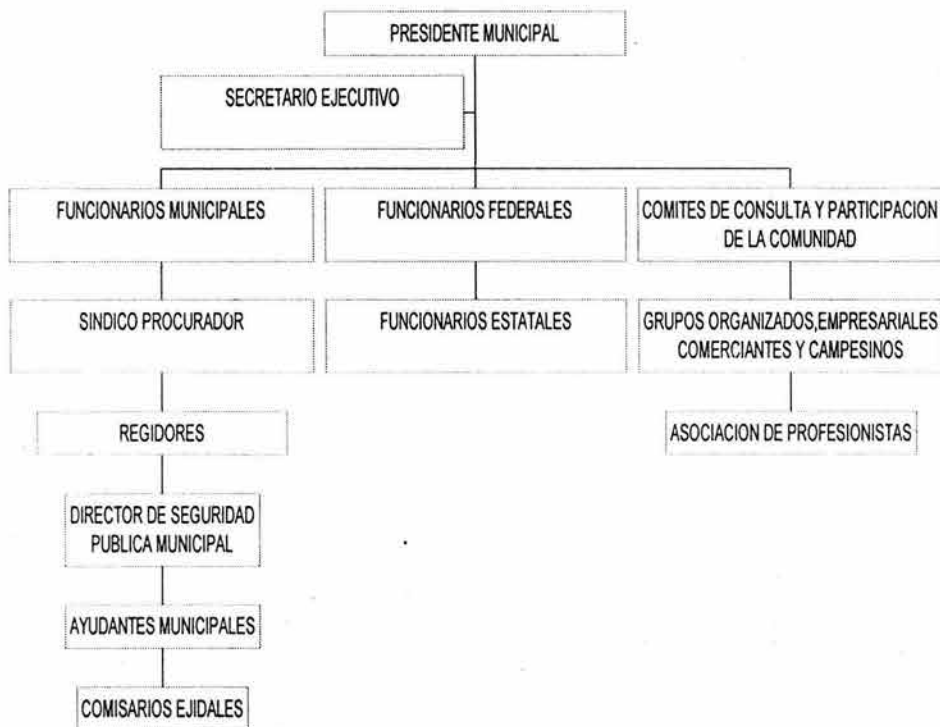 PRESIDENTE MUNICIPAL
SECRETARIO EJECUTIVO
FUNCIONARIOS MUNICIPALES
FUNCIONARIOS FEDERALES
COMITES DE CONSULTA Y PARTICIPACION
DE LA COMUNIDAD
SINDICO PROCURADOR
FUNCIONARIOS ESTATALES
GRUPOS ORGANIZADOS,EMPRESARIALES
COMERCIANTES Y CAMPESINOS
REGIDORES
ASOCIACION DE PROFESIONISTAS
DIRECTOR DE SEGURIDAD
PUBLICA MUNICIPAL
AYUDANTES MUNICIPALES
COMISARIOS EJIDALES